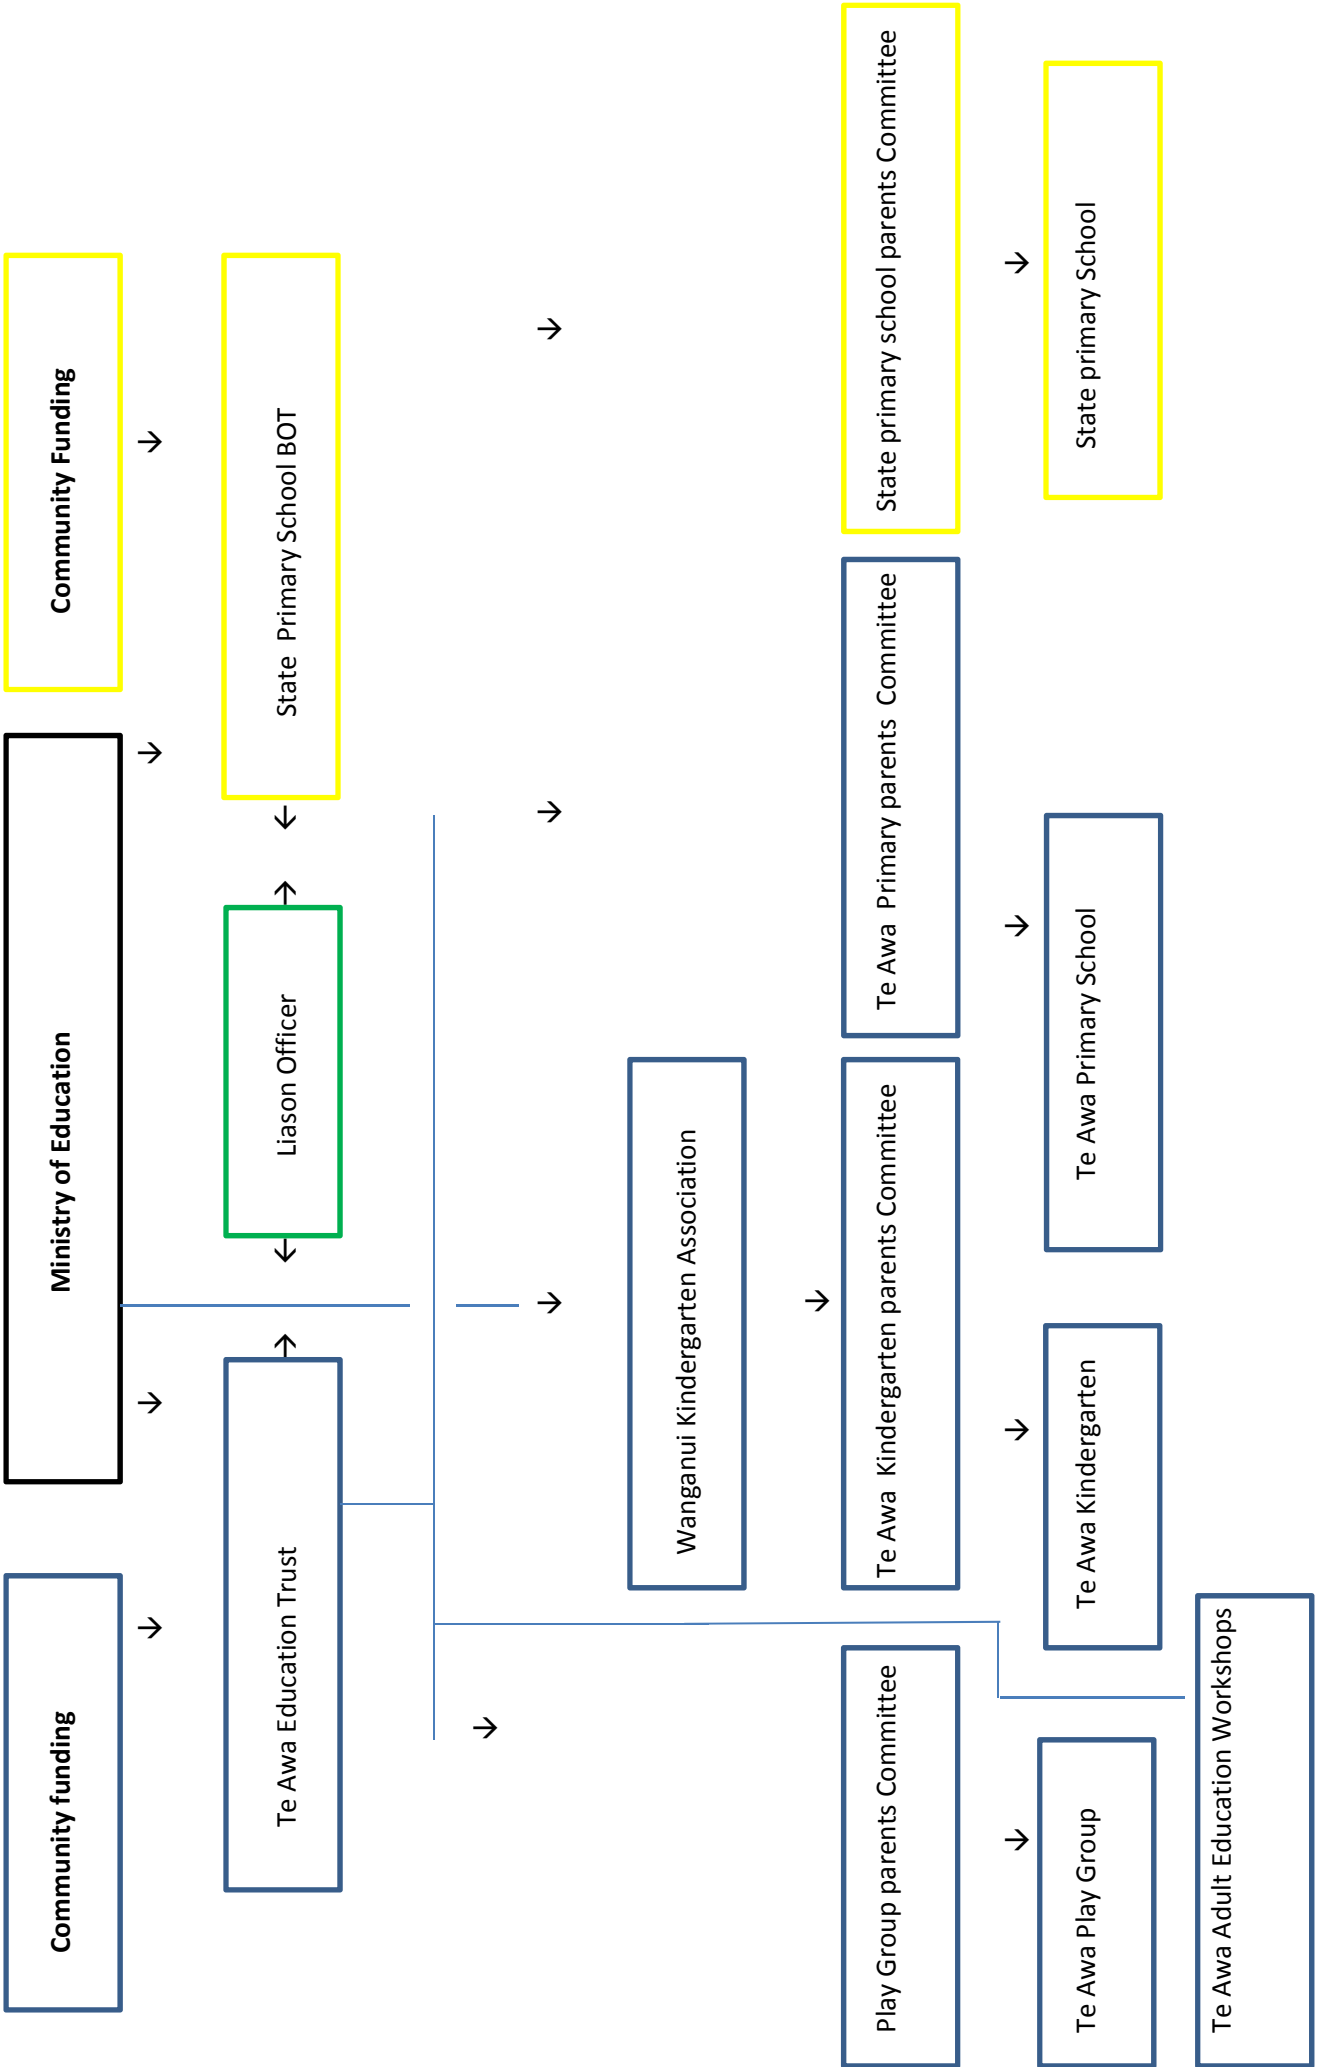 Community funding
Ministry of Education
Community Funding
Te Awa Education Trust
Liason Officer
State Primary School BOT
Wanganui Kindergarten Association
Play Group parents Committee
Te Awa Kindergarten parents Committee
Te Awa Primary parents Committee
State primary school parents Committee
Te Awa Play Group
Te Awa Kindergarten
Te Awa Primary School
State primary School
Te Awa Adult Education Workshops